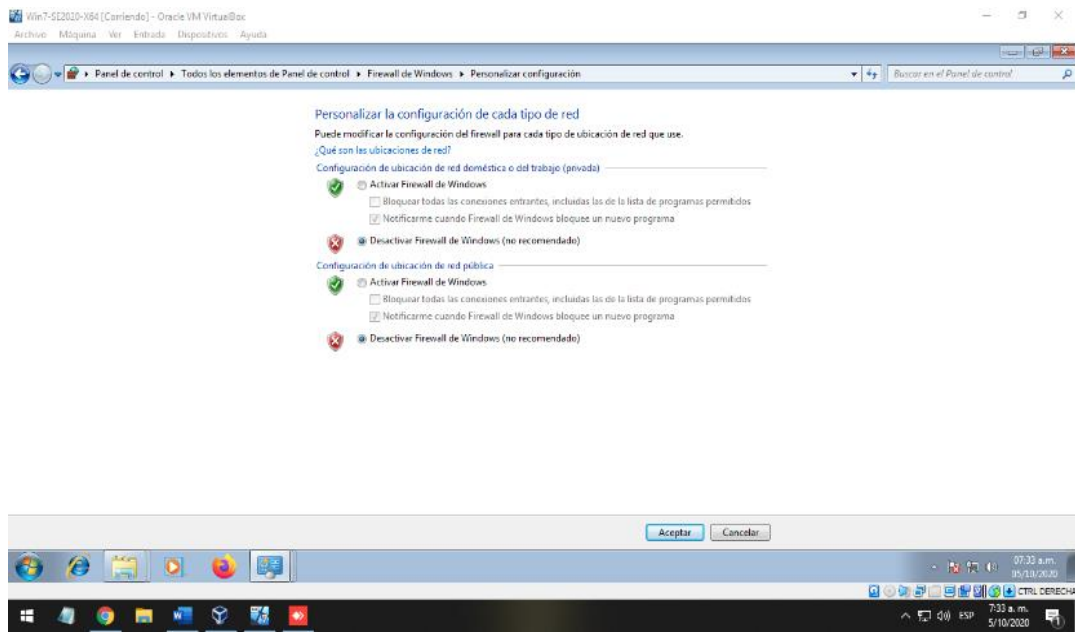 Win7-SE2020-X64 [Corriendo] - Oracle VM VirtualBox
Archivo Máquina Ver Entrada Dispositivos Ayuda
Panel de control Todos los elementos de Panel de control Firewall de Windows Personalizar configuración
Buscar en el Panel de control
Personalizar la configuración de cada tipo de red
Puede modificar la configuración del firewall para cada tipo de ubicación de red que use.
¿Qué son las ubicaciones de red?
Configuración de ubicación de red doméstica o del trabajo (privada)
Activar Firewall de Windows
Bloquear todas las conexiones entrantes, incluidas las de la lista de programas permitidos
Notificarme cuando Firewall de Windows bloquee un nuevo programa
Desactivar Firewall de Windows (no recomendado)
Configuración de ubicación de red pública
Activar Firewall de Windows
Bloquear todas las conexiones entrantes, incluidas las de la lista de programas permitidos
Notificarme cuando Firewall de Windows bloquee un nuevo programa
Desactivar Firewall de Windows (no recomendado)
Aceptar Cancelar
07:33 a.m.
05/10/2020
CTRL DERECHA
ESP
7:33 a. m.
5/10/2020